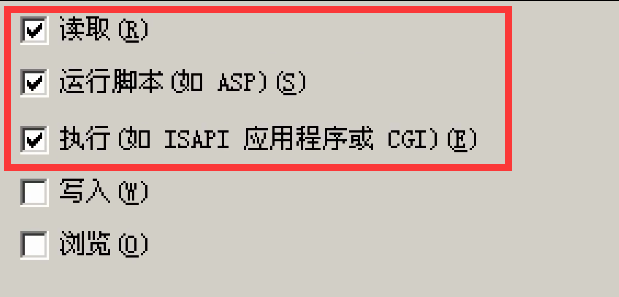 读取(R)
运行脚本(如 ASP)(S)
执行(如 ISAPI 应用程序或 CGI)(E)
写入(W)
浏览(O)